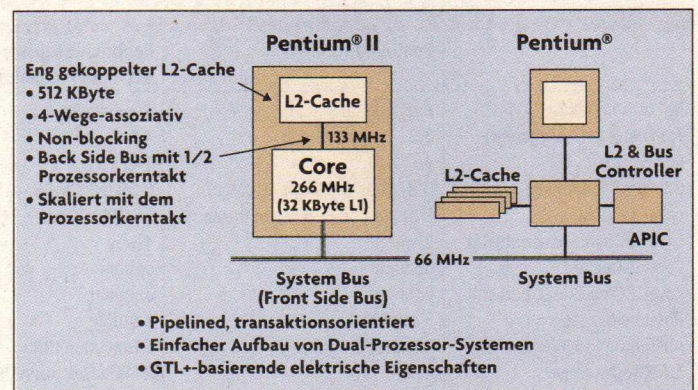 Pentium® II
Pentium®
Eng gekoppelter L2-Cache
• 512 KByte
• 4-Wege-assoziativ
• Non-blocking
• Back Side Bus mit 1/2
Prozessorkerntakt
• Skaliert mit dem
Prozessorkerntakt
L2-Cache
133 MHz
Core
266 MHz
(32 KByte L1)
L2-Cache
L2 & Bus
Controller
APIC
66 MHz
System Bus
(Front Side Bus)
System Bus
• Pipelined, transaktionsorientiert
• Einfacher Aufbau von Dual-Prozessor-Systemen
• GTL+-basierende elektrische Eigenschaften